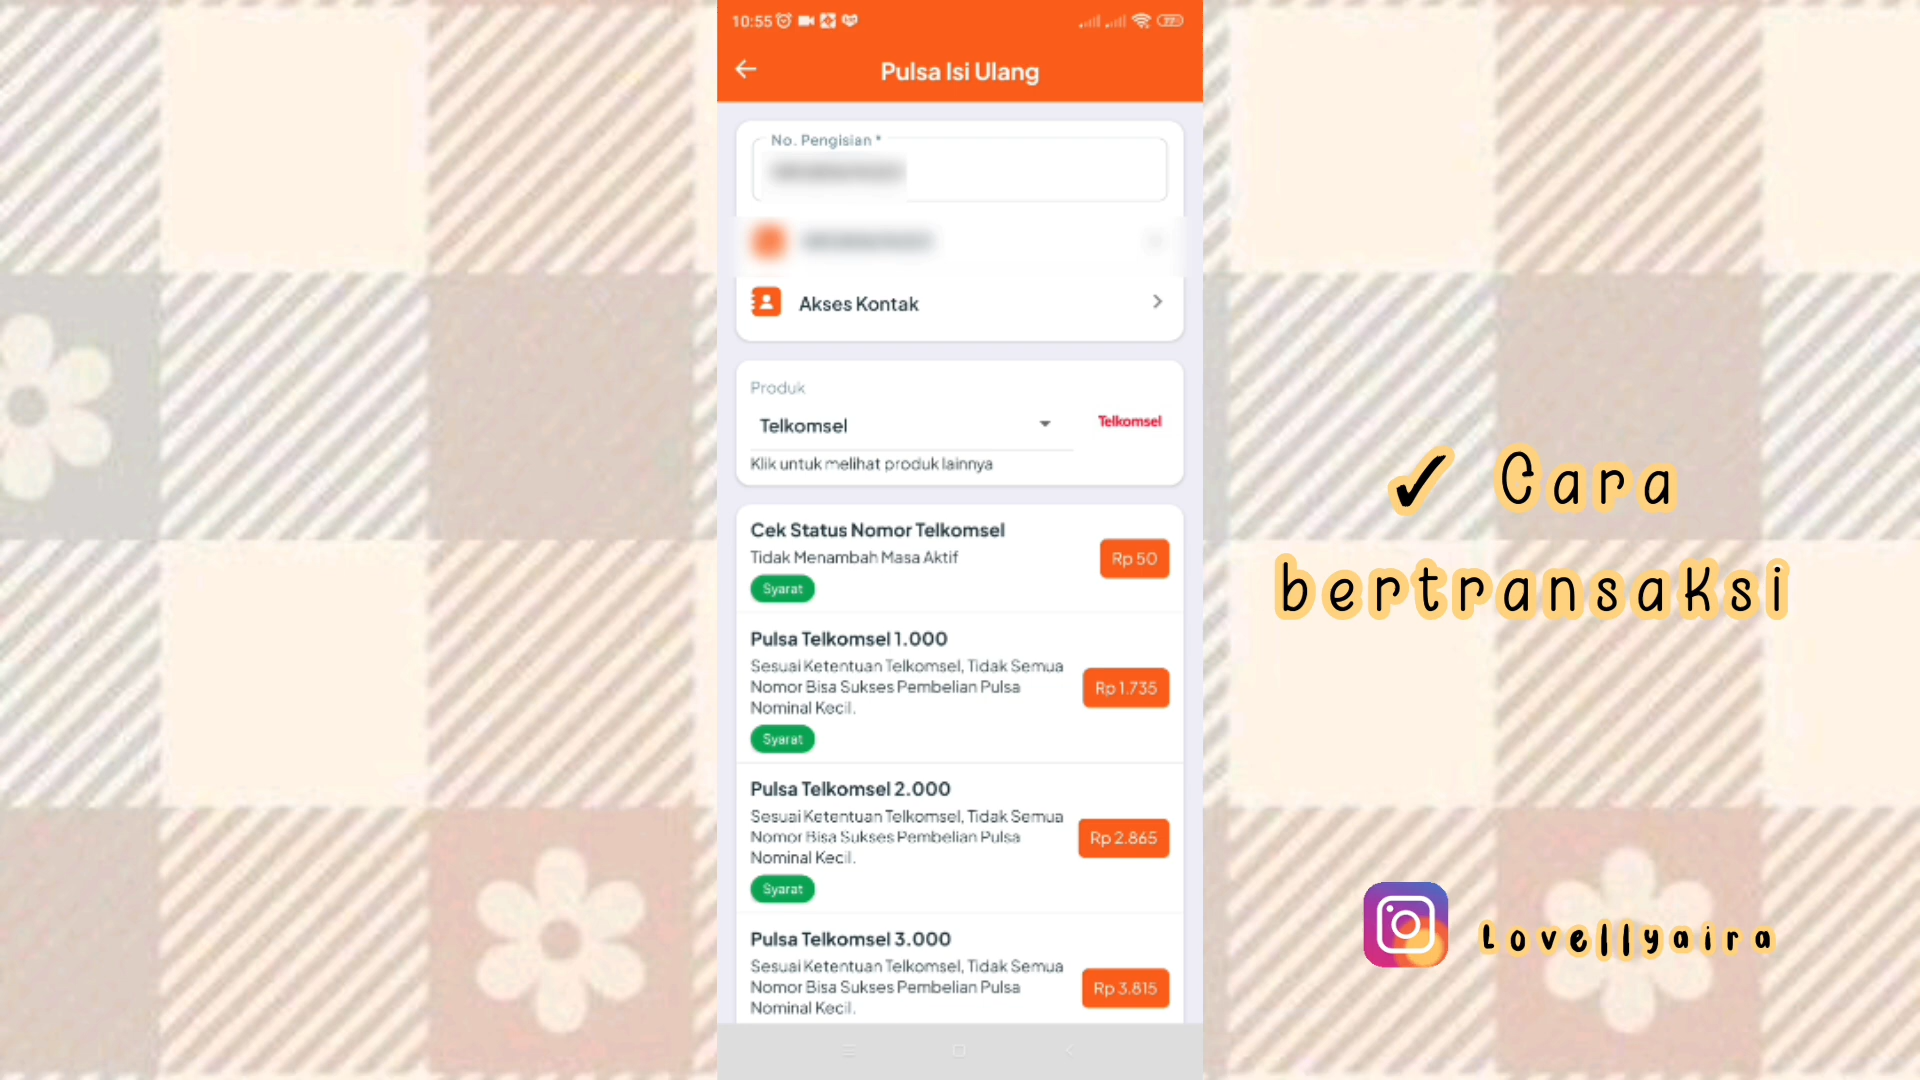 10:55
77
Pulsa Isi Ulang
No. Pengisian *
Akses Kontak
Produk
Telkomsel
Telkomsel
Klik untuk melihat produk lainnya
Cek Status Nomor Telkomsel
Tidak Menambah Masa Aktif
Rp 50
Syarat
Pulsa Telkomsel 1.000
Sesuai Ketentuan Telkomsel, Tidak Semua
Nomor Bisa Sukses Pembelian Pulsa
Nominal Kecil.
Rp 1.735
Syarat
Pulsa Telkomsel 2.000
Sesuai Ketentuan Telkomsel, Tidak Semua
Nomor Bisa Sukses Pembelian Pulsa
Nominal Kecil.
Rp 2.865
Syarat
Pulsa Telkomsel 3.000
Sesuai Ketentuan Telkomsel, Tidak Semua
Nomor Bisa Sukses Pembelian Pulsa
Nominal Kecil.
Rp 3.815
✓ Cara
bertransaksi
Lovellyaira